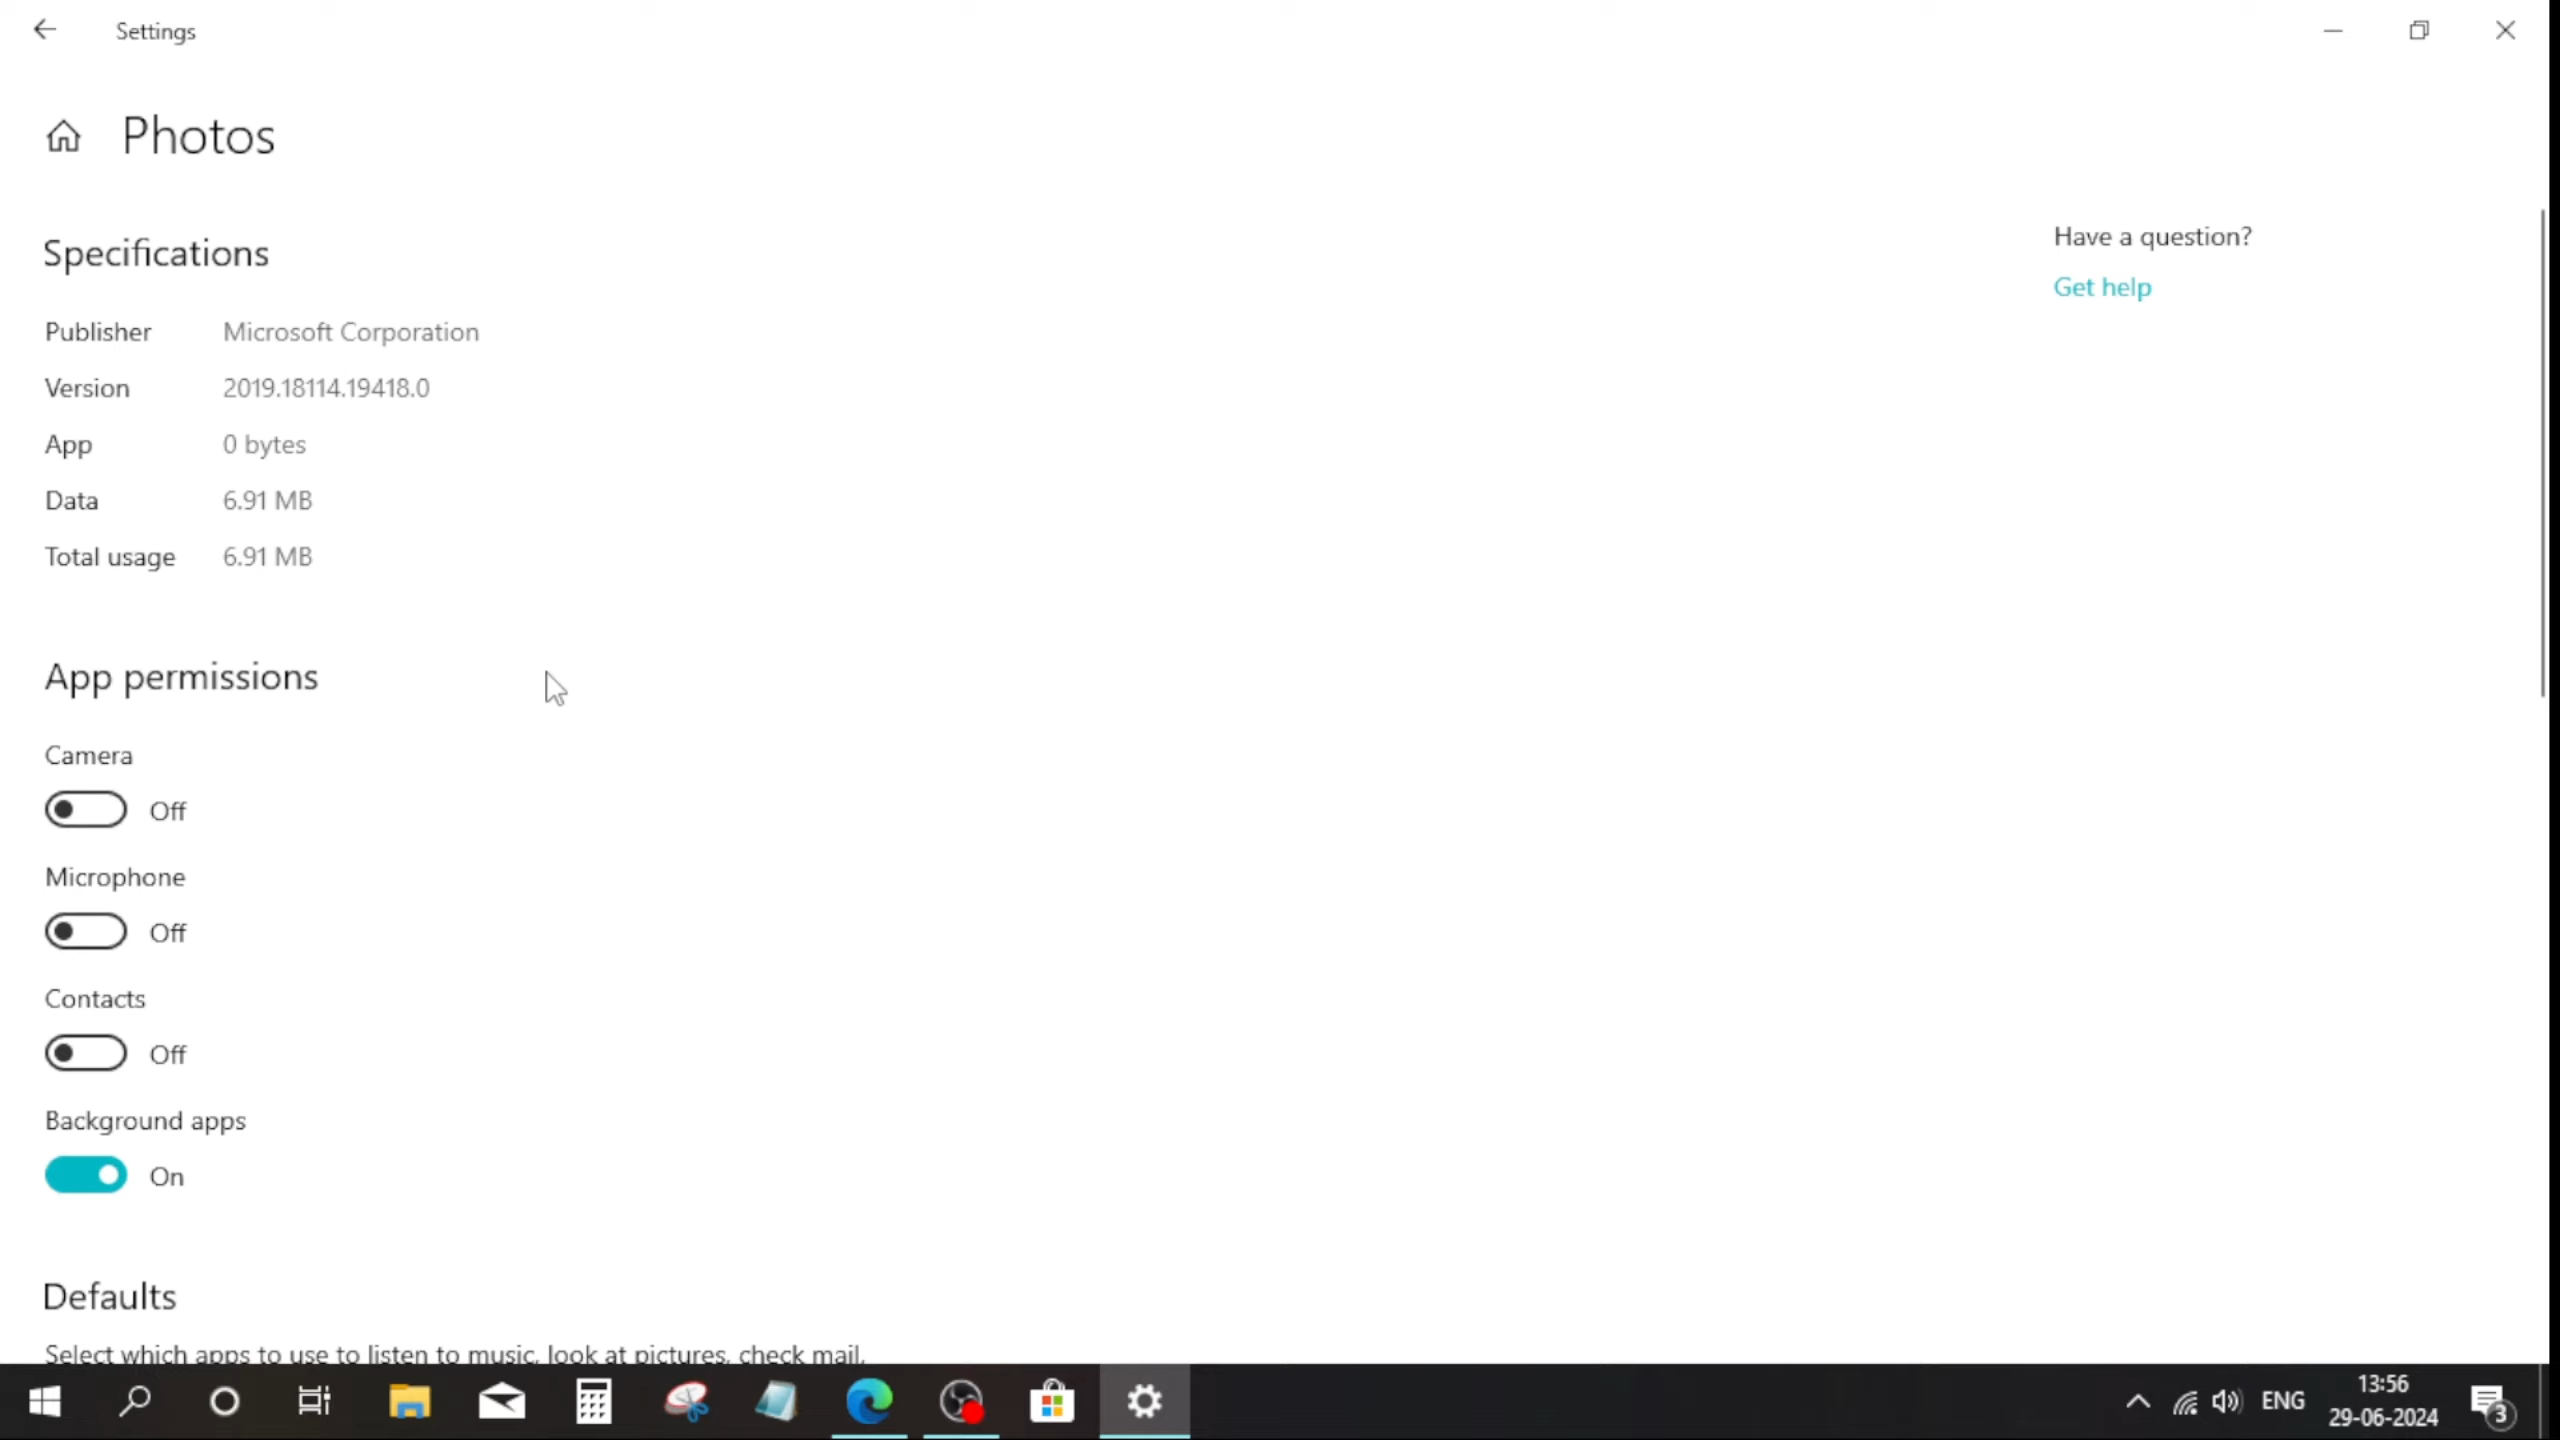 Settings
Photos
Specifications
Have a question?
Get help
Publisher Microsoft Corporation
Version 2019.18114.19418.0
App 0 bytes
Data 6.91 MB
Total usage 6.91 MB
App permissions
Camera
Off
Microphone
Off
Contacts
Off
Background apps
On
Defaults
Select which apps to use to listen to music, look at pictures, check mail,
ENG
13:56
29-06-2024
3